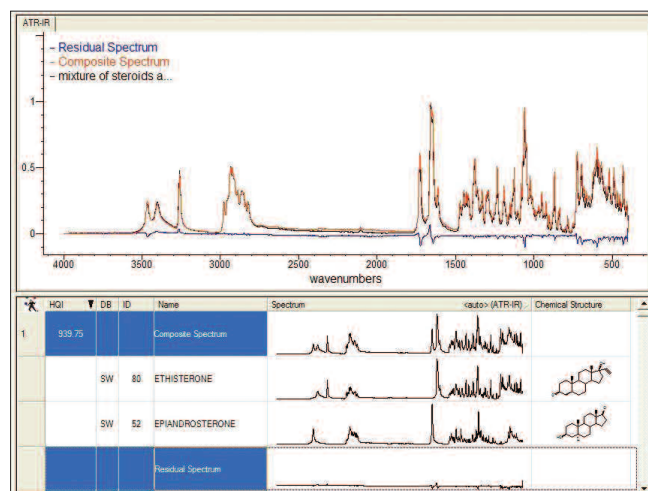 ATR-IR
– Residual Spectrum
– Composite Spectrum
– mixture of steroids a...
1
0.5
0
4000 3500 3000 2500 2000 1500 1000 500
wavenumbers
HQI DB ID Name Spectrum <auto> (ATR-IR) Chemical Structure
1 939.75 Composite Spectrum
SW 80 ETHISTERONE
SW 52 EPIANDROSTERONE
Residual Spectrum